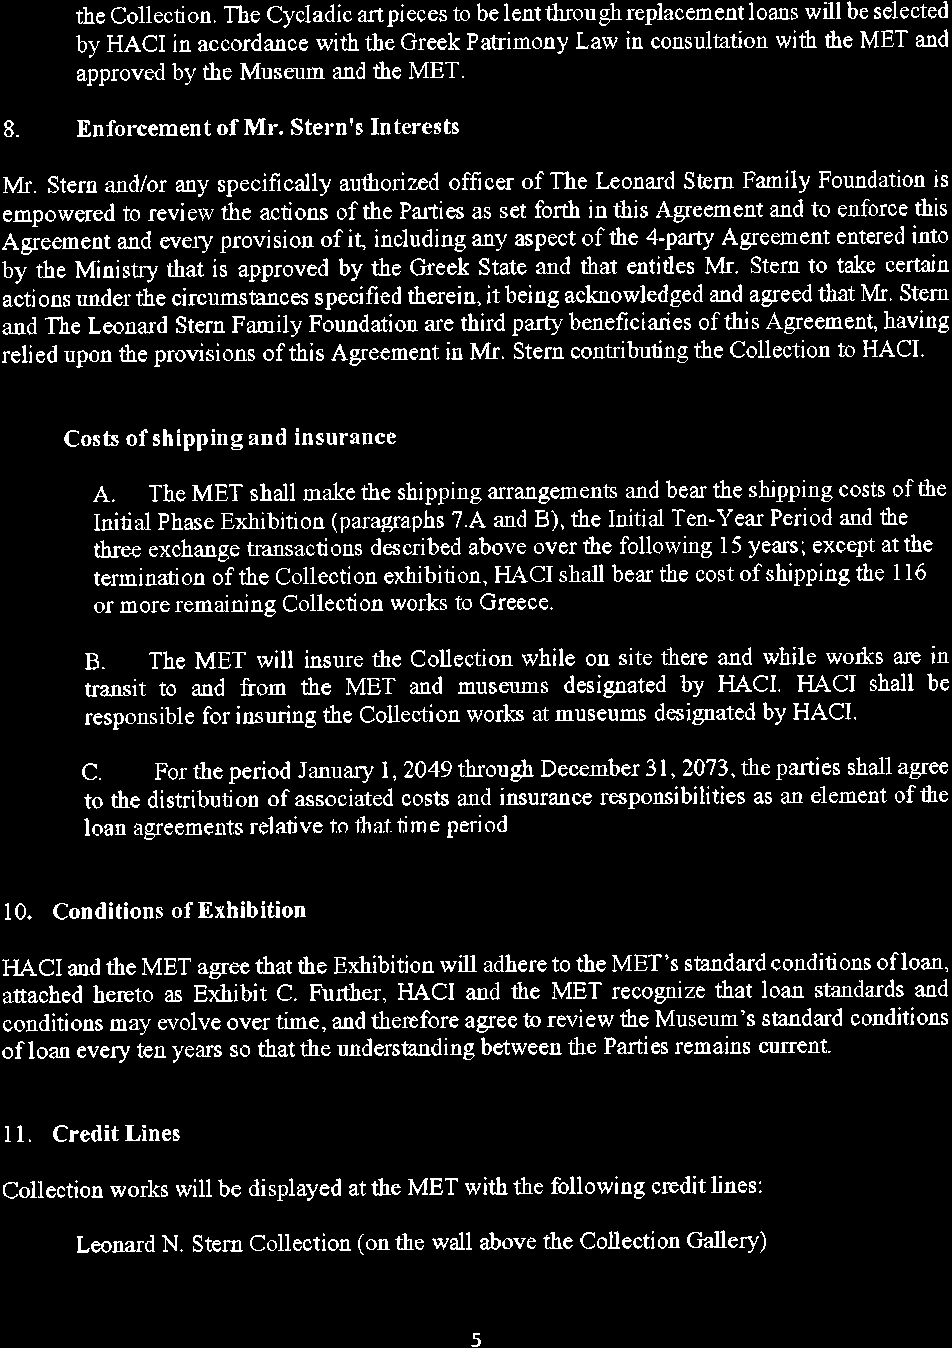 the Collection. The Cycladic art pieces to be lent through replacement loans will be selected
by HACI in accordance with the Greek Patrimony Law in consultation with the MET and
approved by the Museum and the MET.
8. Enforcement of Mr. Stern's Interests
Mr. Stern and/or any specifically authorized officer of The Leonard Stern Family Foundation is
empowered to review the actions of the Parties as set forth in this Agreement and to enforce this
Agreement and every provision of it, including any aspect of the 4-party Agreement entered into
by the Ministry that is approved by the Greek State and that entitles Mr. Stern to take certain
actions under the circumstances specified therein, it being acknowledged and agreed that Mr. Stern
and The Leonard Stern Family Foundation are third party beneficiaries of this Agreement, having
relied upon the provisions of this Agreement in Mr. Stern contributing the Collection to HACI.
Costs of shipping and insurance
A. The MET shall make the shipping arrangements and bear the shipping costs of the
Initial Phase Exhibition (paragraphs 7.A and B), the Initial Ten-Year Period and the
three exchange transactions described above over the following 15 years; except at the
termination of the Collection exhibition, HACI shall bear the cost of shipping the 116
or more remaining Collection works to Greece.
B. The MET will insure the Collection while on site there and while works are in
transit to and from the MET and museums designated by HACI. HACI shall be
responsible for insuring the Collection works at museums designated by HACI.
C. For the period January 1, 2049 through December 31, 2073, the parties shall agree
to the distribution of associated costs and insurance responsibilities as an element of the
loan agreements relative to that time period
10. Conditions of Exhibition
HACI and the MET agree that the Exhibition will adhere to the MET's standard conditions of loan,
attached hereto as Exhibit C. Further, HACI and the MET recognize that loan standards and
conditions may evolve over time, and therefore agree to review the Museum's standard conditions
of loan every ten years so that the understanding between the Parties remains current.
11. Credit Lines
Collection works will be displayed at the MET with the following credit lines:
Leonard N. Stern Collection (on the wall above the Collection Gallery)
5